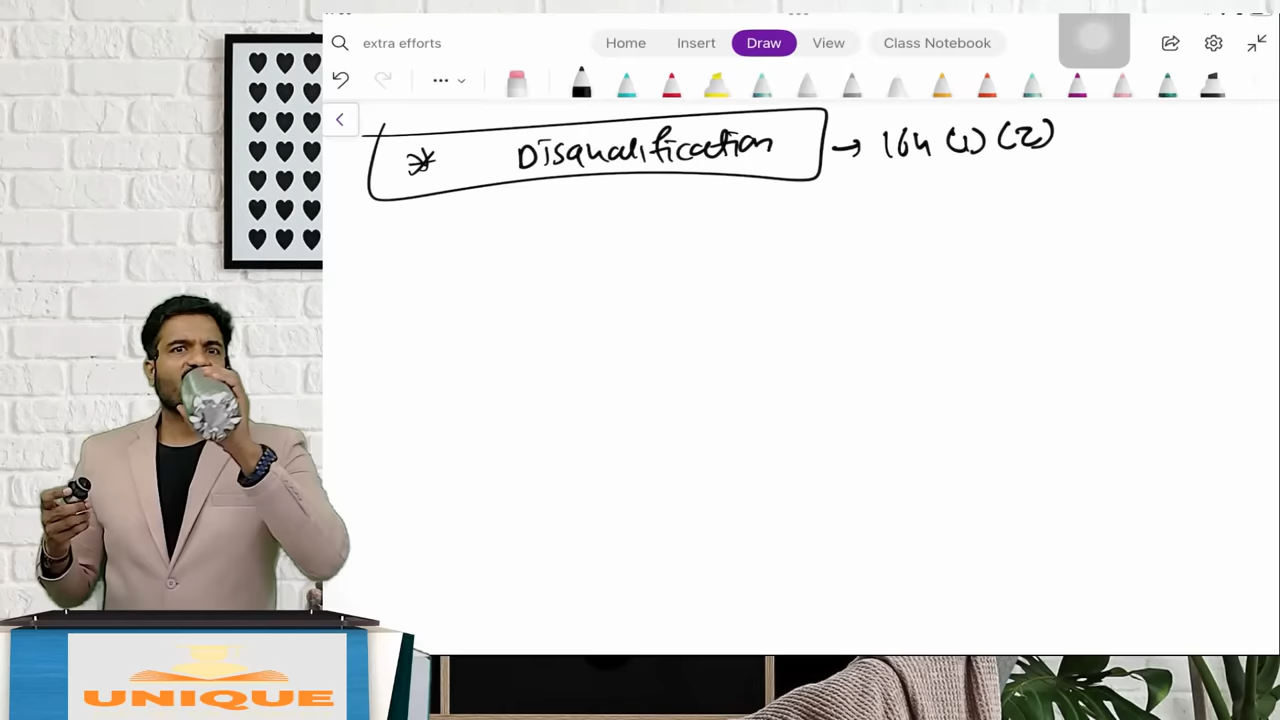 extra efforts
Home Insert Draw View Class Notebook
* Disqualification → 164 (1) (2)
UNIQUE